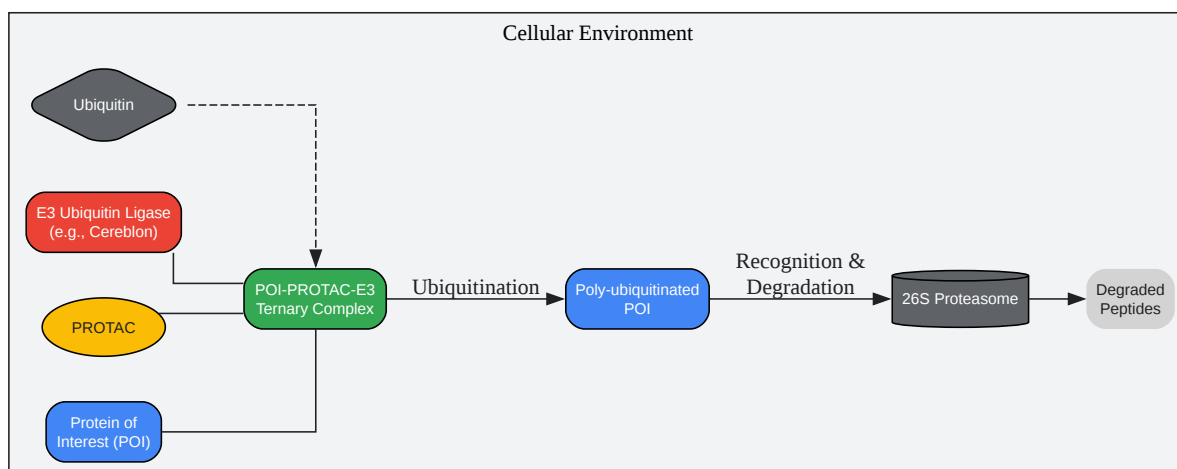 Cellular Environment
Ubiquitin
E3 Ubiquitin Ligase
(e.g., Cereblon)
PROTAC
Protein of
Interest (POI)
POI-PROTAC-E3
Ternary Complex
Ubiquitination
Poly-ubiquitinated
POI
Recognition &
Degradation
26S Proteasome
Degraded
Peptides